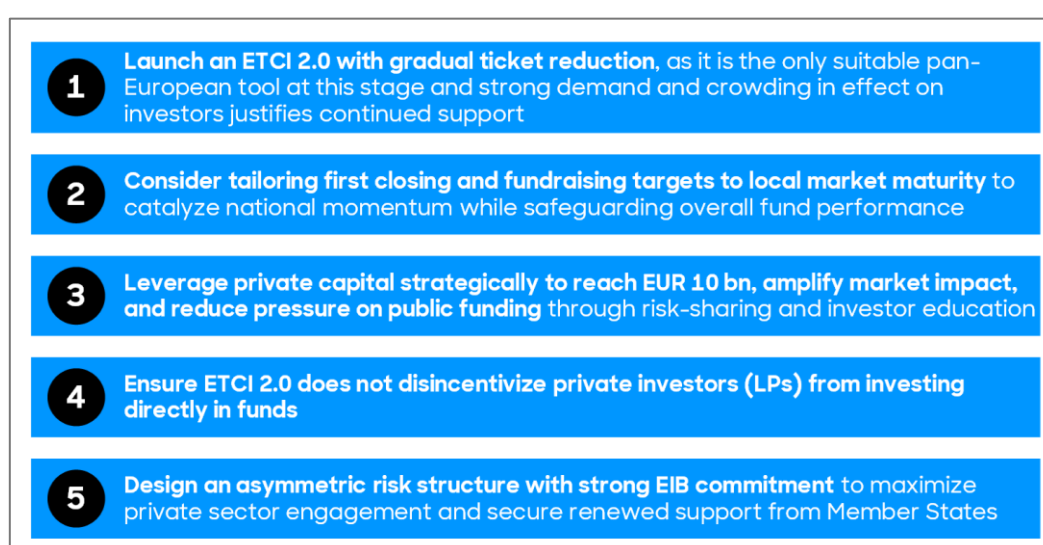 1
Launch an ETCI 2.0 with gradual ticket reduction, as it is the only suitable pan-
European tool at this stage and strong demand and crowding in effect on
investors justifies continued support
2
Consider tailoring first closing and fundraising targets to local market maturity to
catalyze national momentum while safeguarding overall fund performance
3
Leverage private capital strategically to reach EUR 10 bn, amplify market impact,
and reduce pressure on public funding through risk-sharing and investor education
4
Ensure ETCI 2.0 does not disincentivize private investors (LPs) from investing
directly in funds
5
Design an asymmetric risk structure with strong EIB commitment to maximize
private sector engagement and secure renewed support from Member States